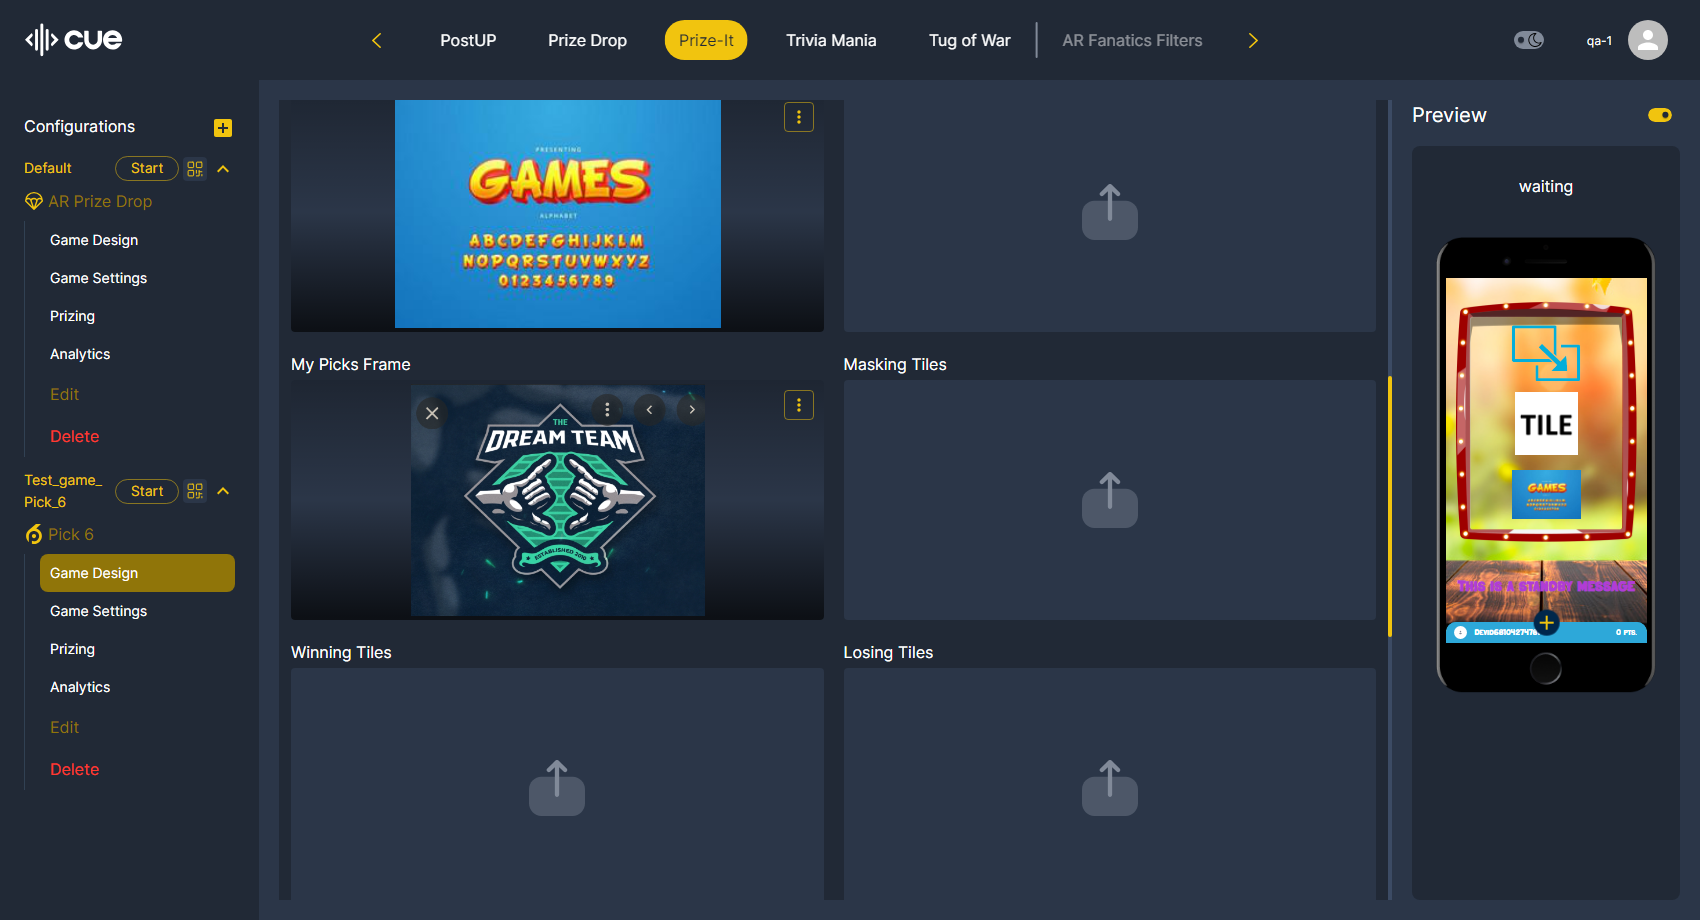 cue
PostUP
Prize Drop
Prize-It
Trivia Mania
Tug of War
AR Fanatics Filters
qa-1
Configurations
Default
Start
AR Prize Drop
Game Design
Game Settings
Prizing
Analytics
Edit
Delete
Test_game_
Pick_6
Start
Pick 6
Game Design
Game Settings
Prizing
Analytics
Edit
Delete
PRESENTING
GAMES
ALPHABET
ABCDEFGHIJKLM
NOPQRSTUVWXYZ
0123456789
My Picks Frame
Masking Tiles
THE
DREAM TEAM
ESTABLISHED 2010
Winning Tiles
Losing Tiles
Preview
waiting
TILE
GAMES
This is a standby message
0 pts.